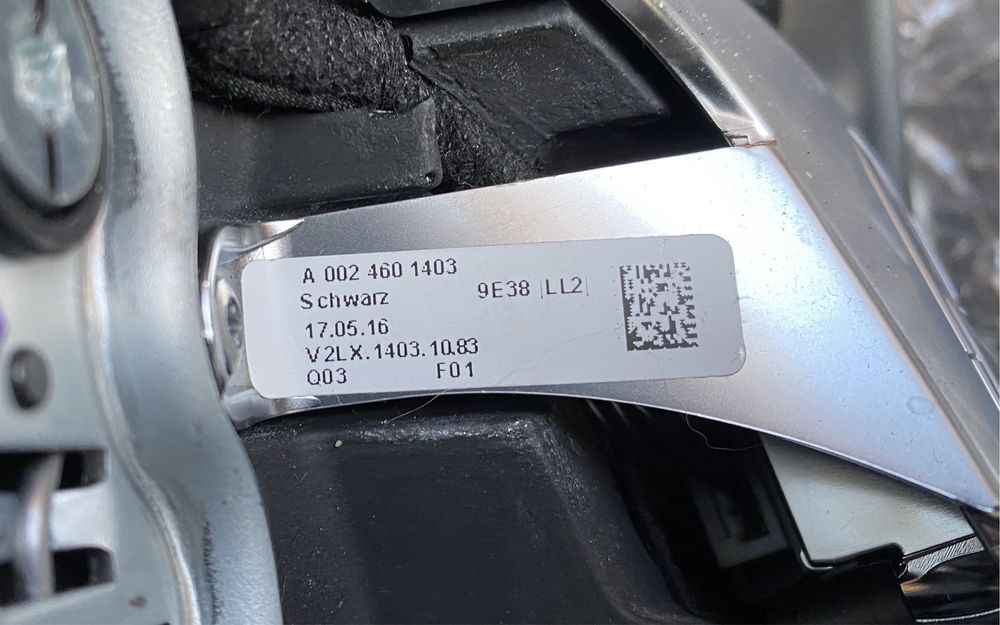 A 002 460 1403
Schwarz 9E38 |LL2|
17.05.16
V2LX.1403.10.83
Q03 F01